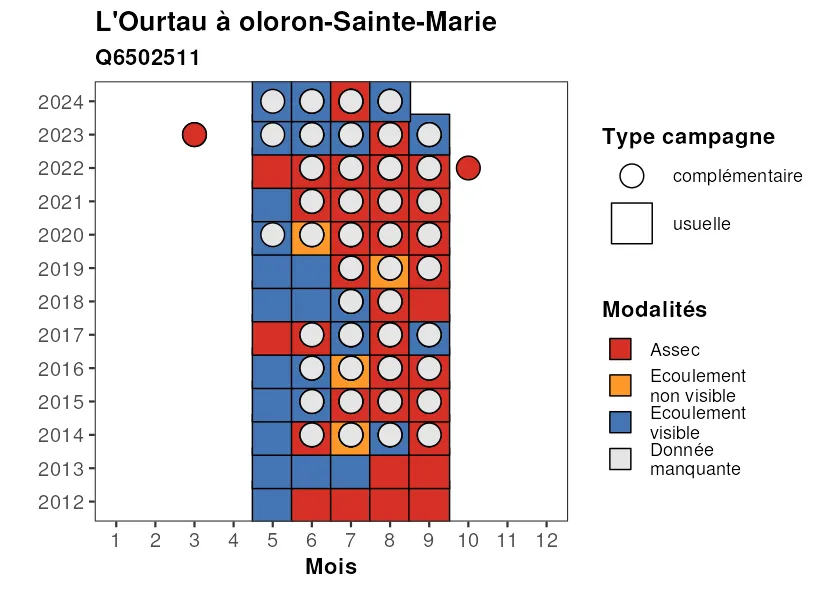 L'Ourtau à oloron-Sainte-Marie
Q6502511
2024
2023
2022
2021
2020
2019
2018
2017
2016
2015
2014
2013
2012
1 2 3 4 5 6 7 8 9 10 11 12
Mois
Type campagne
complémentaire
usuelle
Modalités
Assec
Ecoulement
non visible
Ecoulement
visible
Donnée
manquante